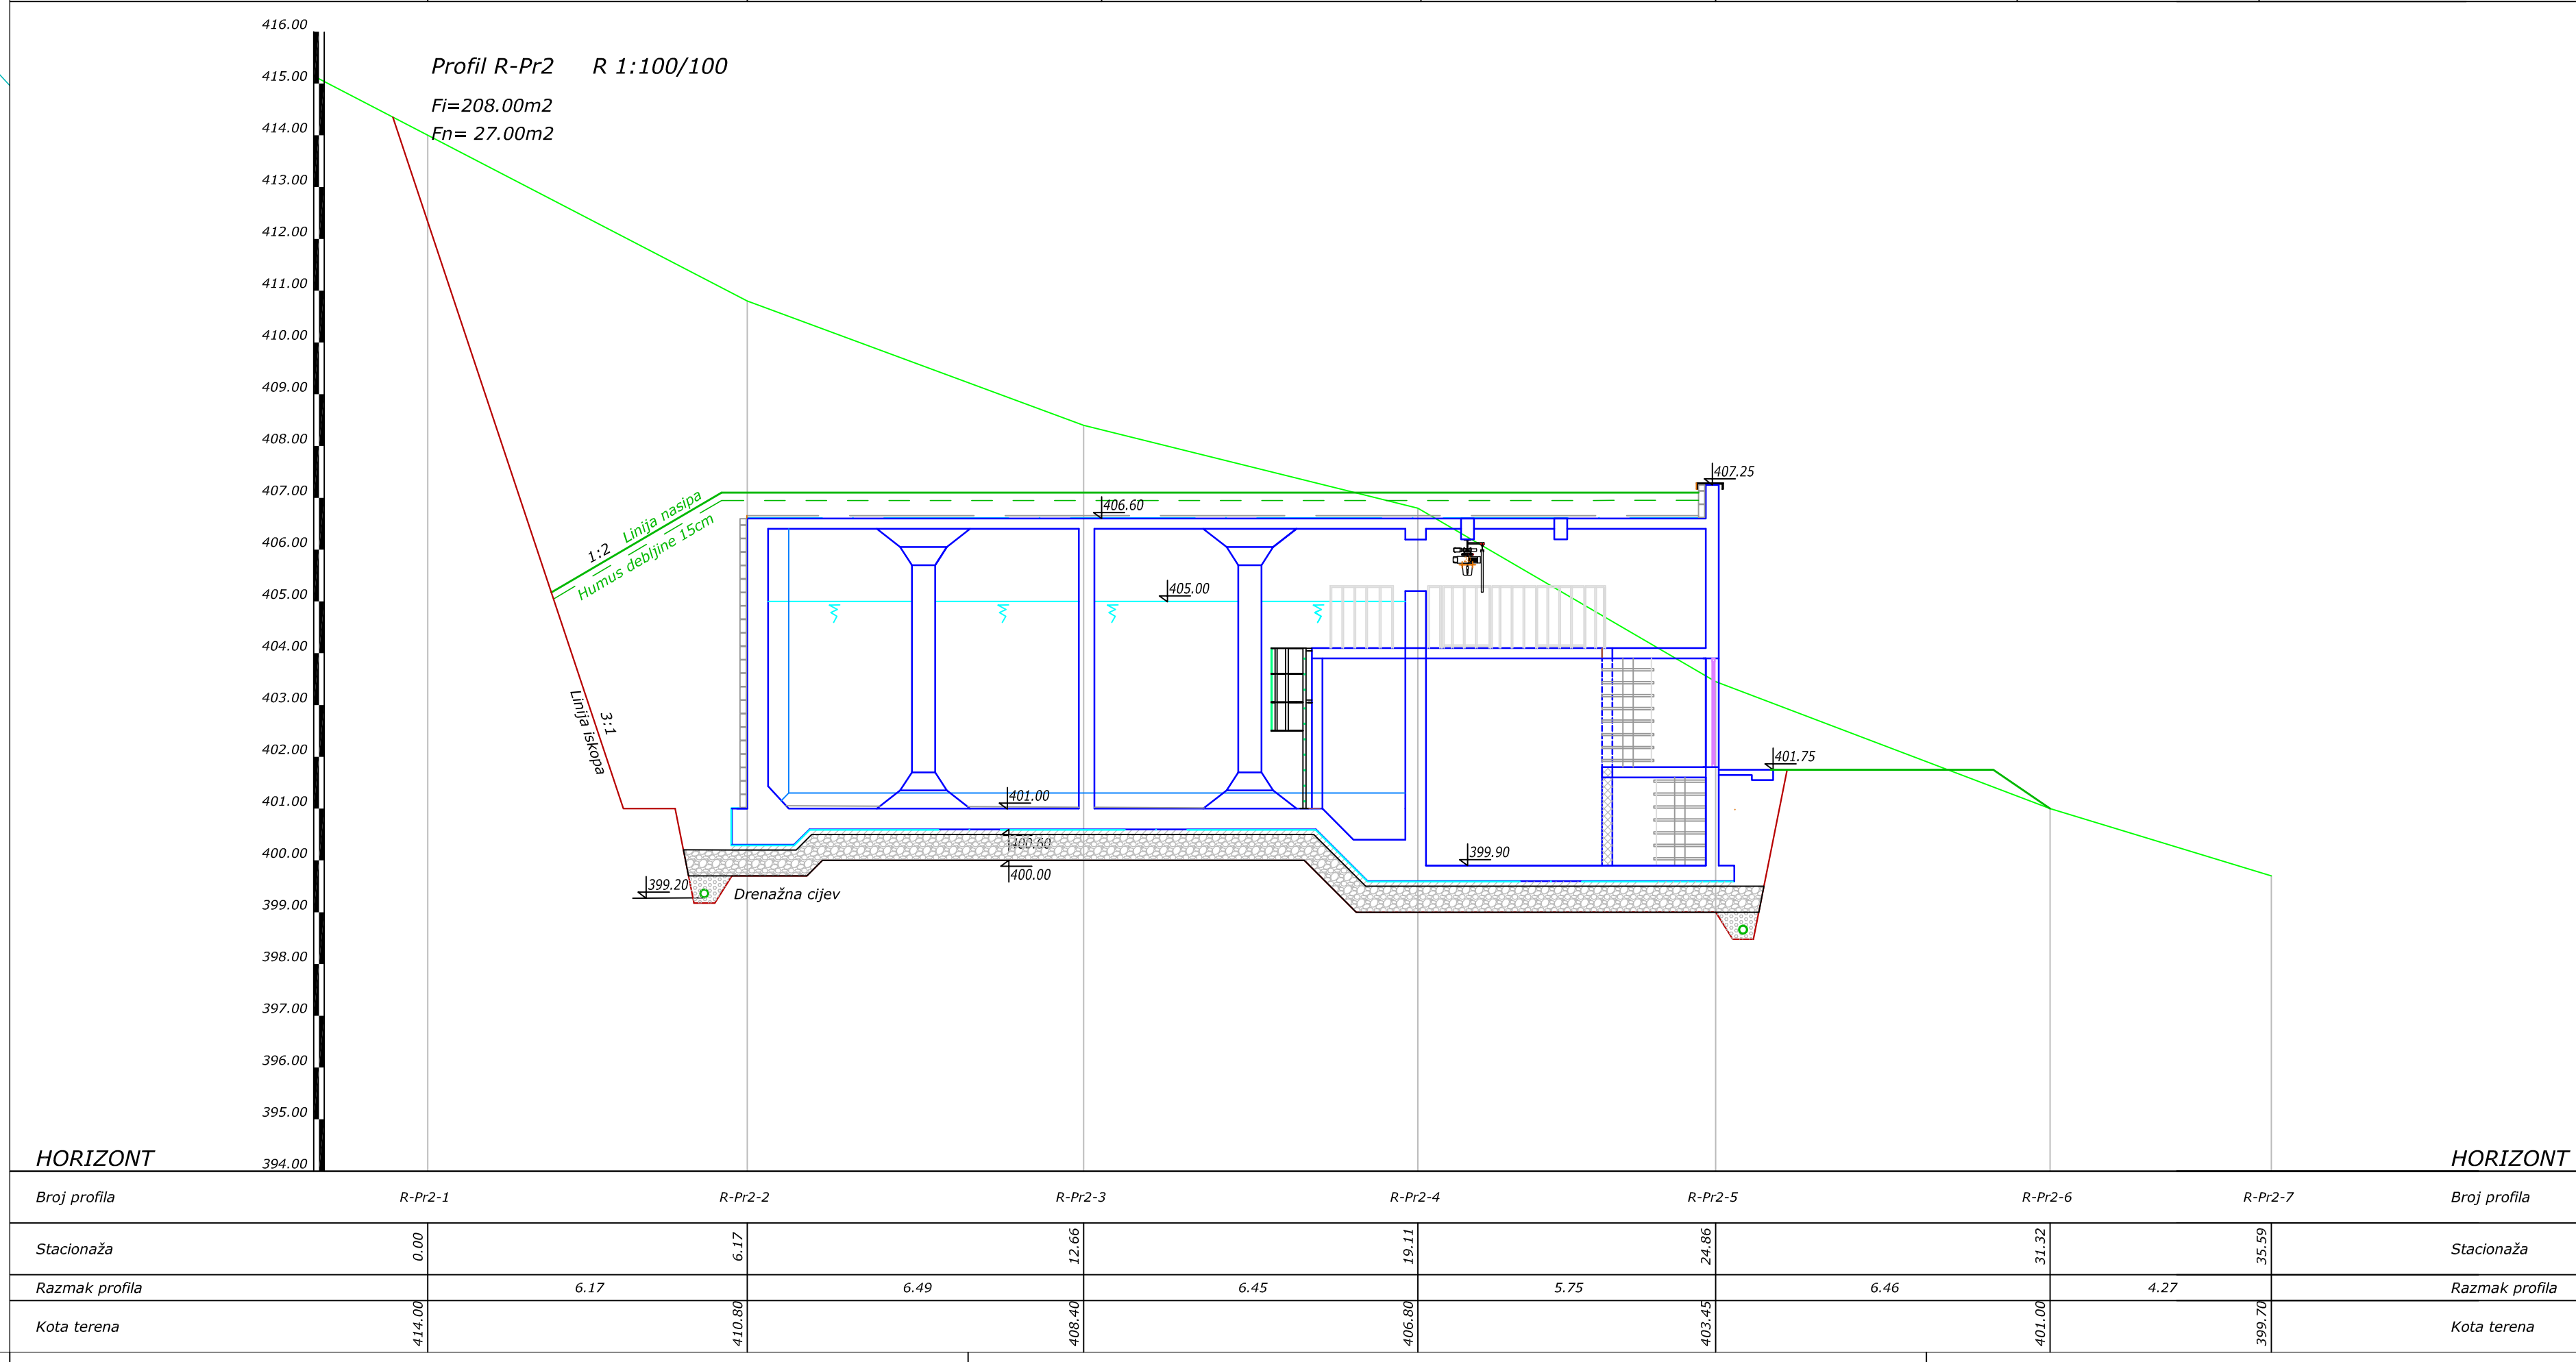 416.00
Profil R-Pr2 R 1:100/100
415.00
Fi=208.00m2
414.00
Fn= 27.00m2
413.00
412.00
411.00
410.00
409.00
408.00
407.25
407.00
406.60
Linija nasipa
1:2
Humus debljine 15cm
406.00
405.00
405.00
404.00
403.00
3:1
Linija iskopa
402.00
401.75
401.00
401.00
400.60
400.00
399.90
400.00
399.20
Drenažna cijev
399.00
398.00
397.00
396.00
395.00
394.00
HORIZONT HORIZONT
Broj profila R-Pr2-1 R-Pr2-2 R-Pr2-3 R-Pr2-4 R-Pr2-5 R-Pr2-6 R-Pr2-7 Broj profila
Stacionaža 0.00 6.17 12.66 19.11 24.86 31.32 35.59 Stacionaža
Razmak profila 6.17 6.49 6.45 5.75 6.46 4.27 Razmak profila
Kota terena 414.00 410.80 408.40 406.80 403.45 401.00 399.70 Kota terena